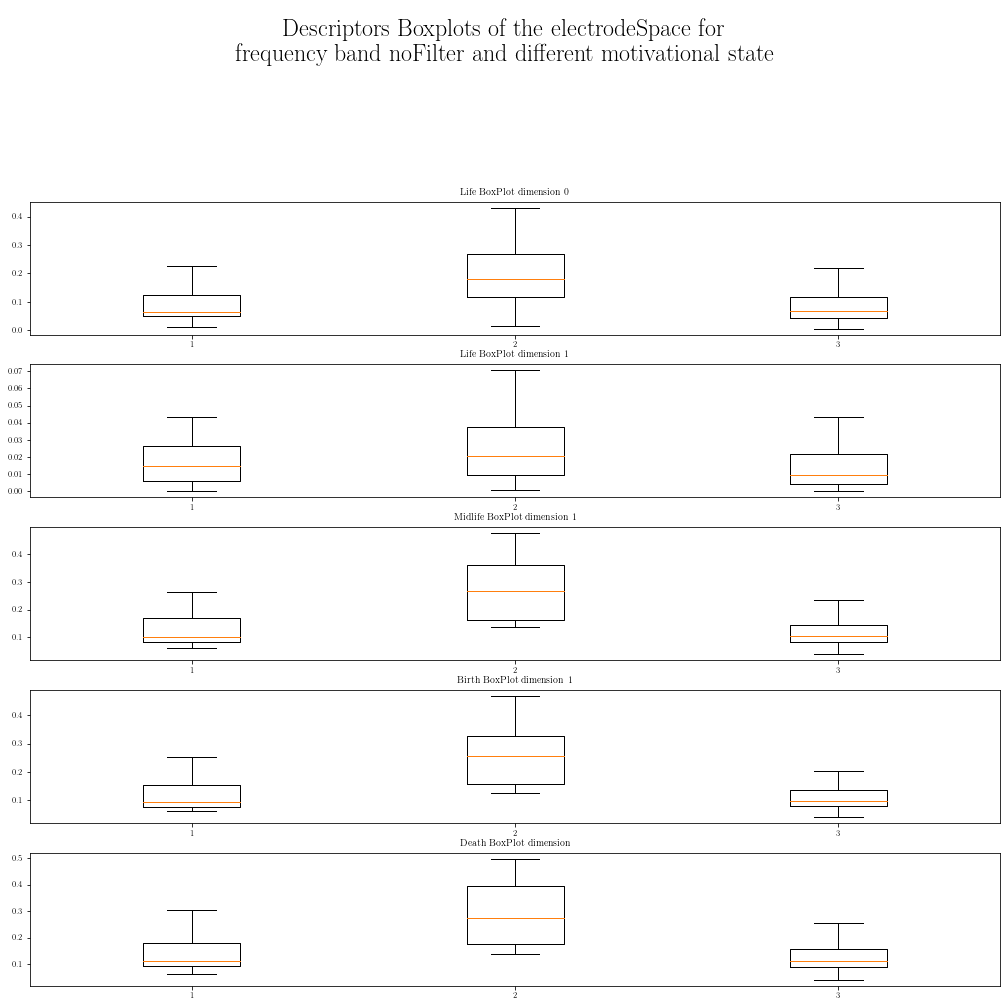 Descriptors Boxplots of the electrodeSpace for
frequency band noFilter and different motivational state
Life BoxPlot dimension 0
0.4
0.3
0.2
0.1
0.0
1 2 3
Life BoxPlot dimension 1
0.07
0.06
0.05
0.04
0.03
0.02
0.01
0.00
1 2 3
Midlife BoxPlot dimension 1
0.4
0.3
0.2
0.1
1 2 3
Birth BoxPlot dimension 1
0.4
0.3
0.2
0.1
1 2 3
Death BoxPlot dimension
0.5
0.4
0.3
0.2
0.1
1 2 3